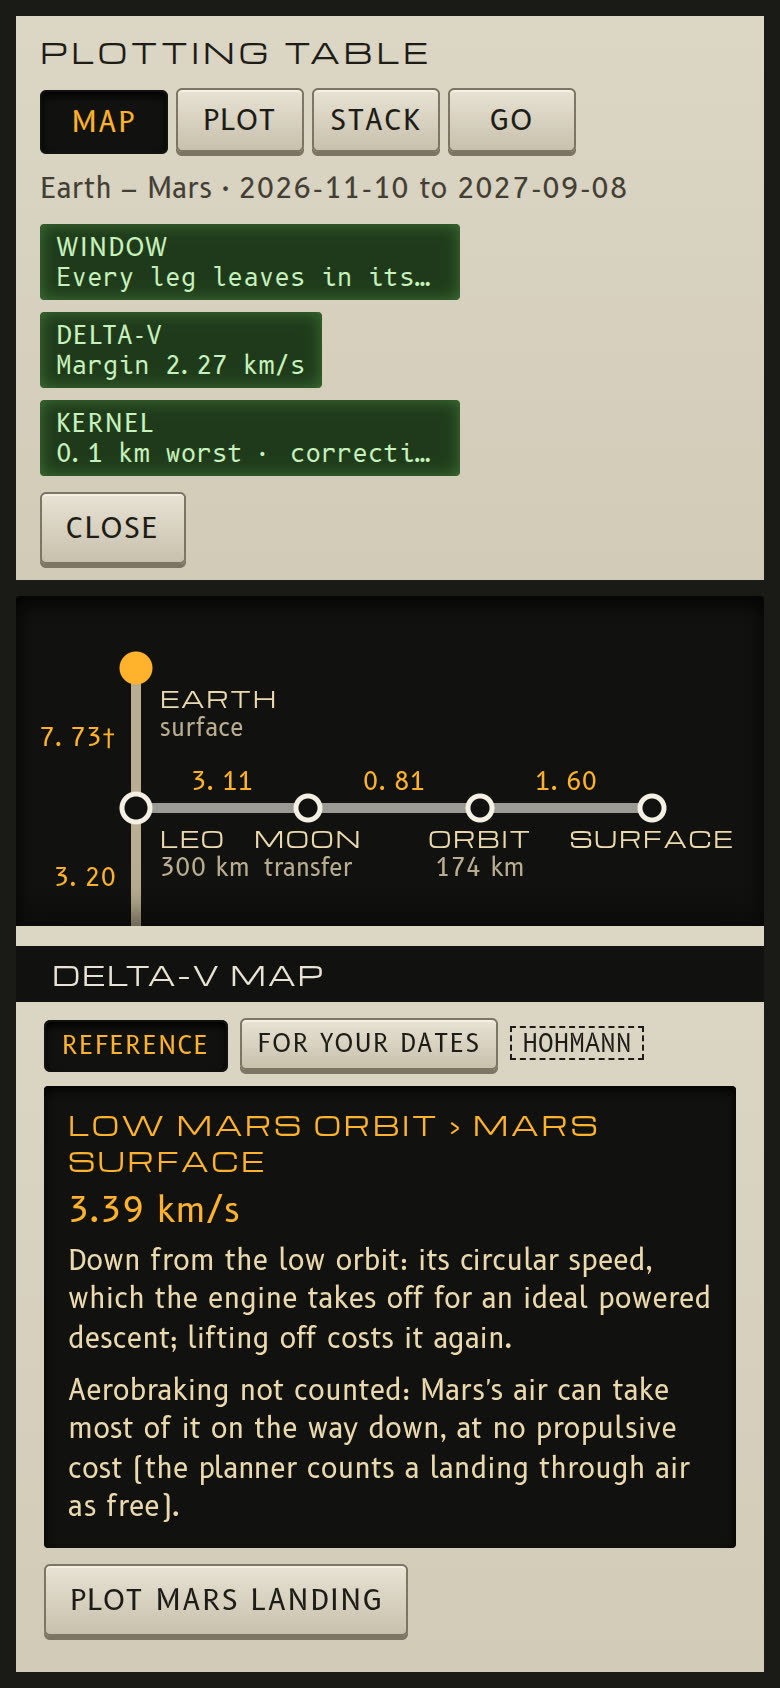 PLOTTING TABLE
MAP PLOT STACK GO
Earth – Mars · 2026-11-10 to 2027-09-08
WINDOW
Every leg leaves in its…
DELTA-V
Margin 2.27 km/s
KERNEL
0.1 km worst · correcti…
CLOSE
EARTH
surface
7.73†
3.11 0.81 1.60
LEO MOON ORBIT SURFACE
300 km transfer 174 km
3.20
DELTA-V MAP
REFERENCE FOR YOUR DATES HOHMANN
LOW MARS ORBIT › MARS
SURFACE
3.39 km/s
Down from the low orbit: its circular speed,
which the engine takes off for an ideal powered
descent; lifting off costs it again.
Aerobraking not counted: Mars's air can take
most of it on the way down, at no propulsive
cost (the planner counts a landing through air
as free).
PLOT MARS LANDING